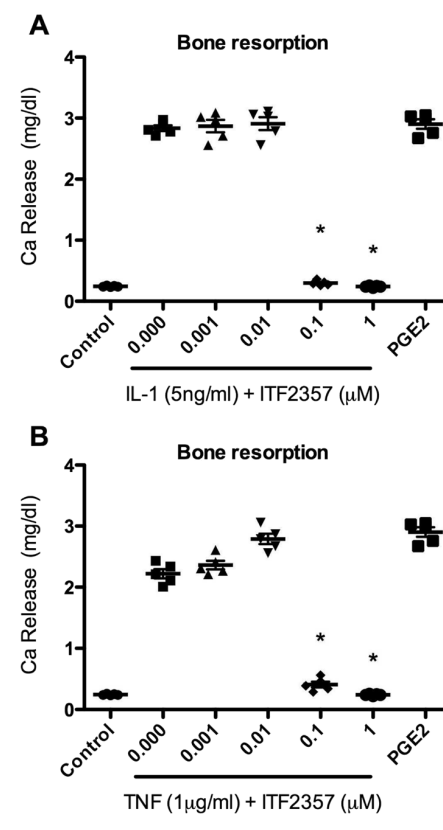 A
Bone resorption
Ca Release (mg/dl)
4
3
2
1
0
*
*
Control
0.000
0.001
0.01
0.1
1
PGE2
IL-1 (5ng/ml) + ITF2357 (μM)
B
Bone resorption
Ca Release (mg/dl)
4
3
2
1
0
*
*
Control
0.000
0.001
0.01
0.1
1
PGE2
TNF (1μg/ml) + ITF2357 (μM)